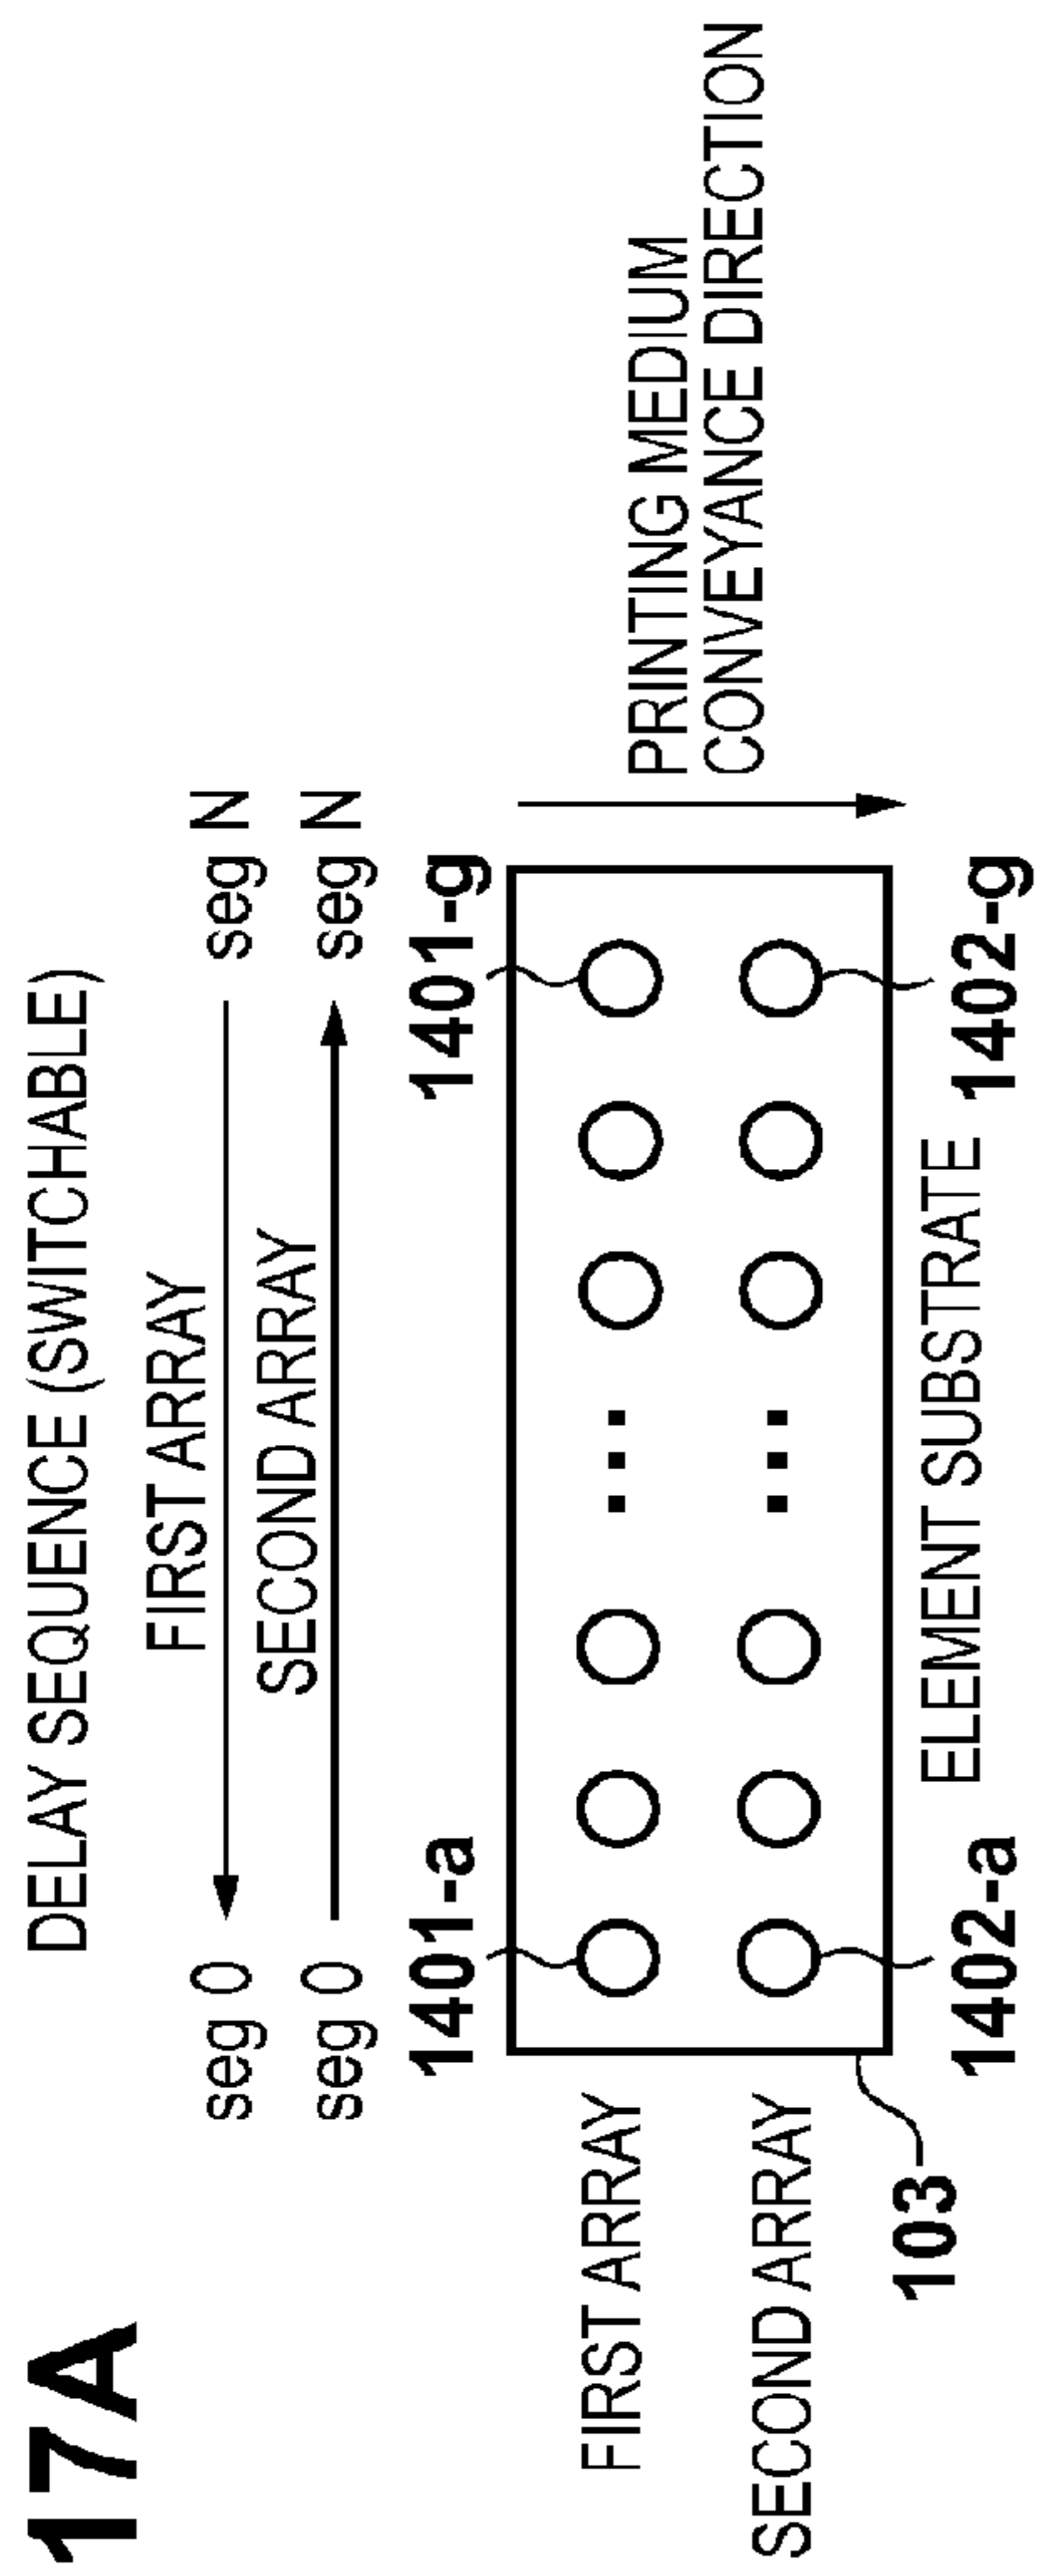 17A
DELAY SEQUENCE (SWITCHABLE)
FIRST ARRAY
seg 0 seg N
SECOND ARRAY
seg 0 seg N
1401-a 1401-g
FIRST ARRAY
SECOND ARRAY
PRINTING MEDIUM
CONVEYANCE DIRECTION
103
1402-a ELEMENT SUBSTRATE 1402-g